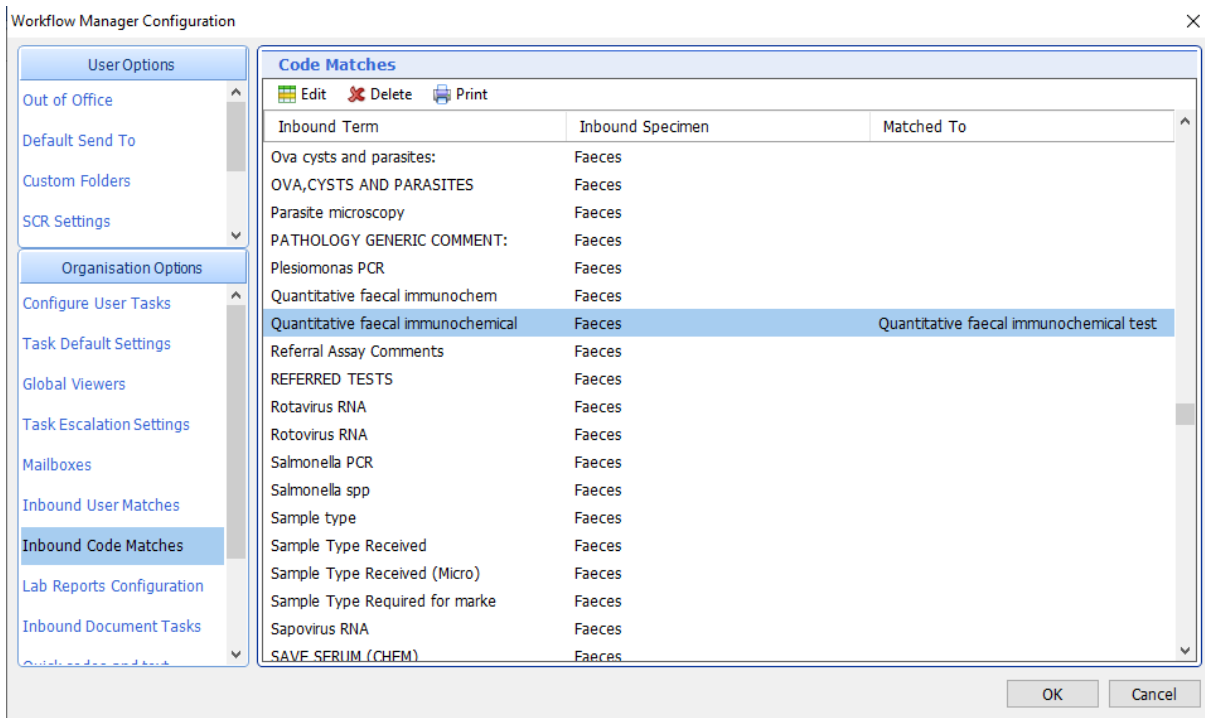 Workflow Manager Configuration
User Options
Out of Office
Default Send To
Custom Folders
SCR Settings
Organisation Options
Configure User Tasks
Task Default Settings
Global Viewers
Task Escalation Settings
Mailboxes
Inbound User Matches
Inbound Code Matches
Lab Reports Configuration
Inbound Document Tasks
Quick codes and text
Code Matches
Edit Delete Print
Inbound Term Inbound Specimen Matched To
Ova cysts and parasites: Faeces
OVA,CYSTS AND PARASITES Faeces
Parasite microscopy Faeces
PATHOLOGY GENERIC COMMENT: Faeces
Plesiomonas PCR Faeces
Quantitative faecal immunochem Faeces
Quantitative faecal immunochemical Faeces Quantitative faecal immunochemical test
Referral Assay Comments Faeces
REFERRED TESTS Faeces
Rotavirus RNA Faeces
Rotovirus RNA Faeces
Salmonella PCR Faeces
Salmonella spp Faeces
Sample type Faeces
Sample Type Received Faeces
Sample Type Received (Micro) Faeces
Sample Type Required for marke Faeces
Sapovirus RNA Faeces
SAVE SERUM (CHEM) Faeces
OK Cancel